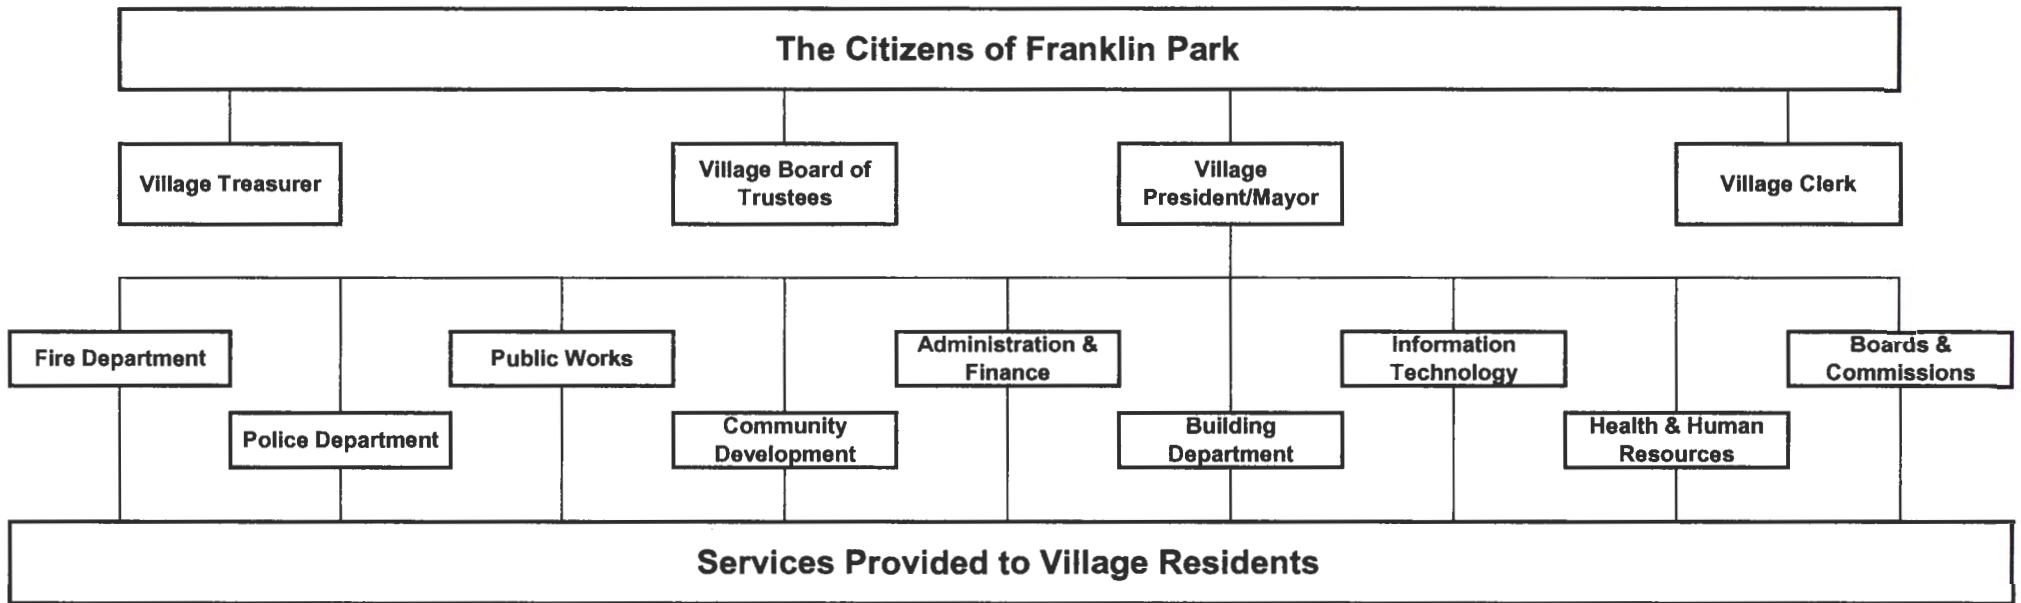 The Citizens of Franklin Park
Village Treasurer
Village Board of
Trustees
Village
President/Mayor
Village Clerk
Fire Department
Public Works
Administration &
Finance
Information
Technology
Boards &
Commissions
Police Department
Community
Development
Building
Department
Health & Human
Resources
Services Provided to Village Residents